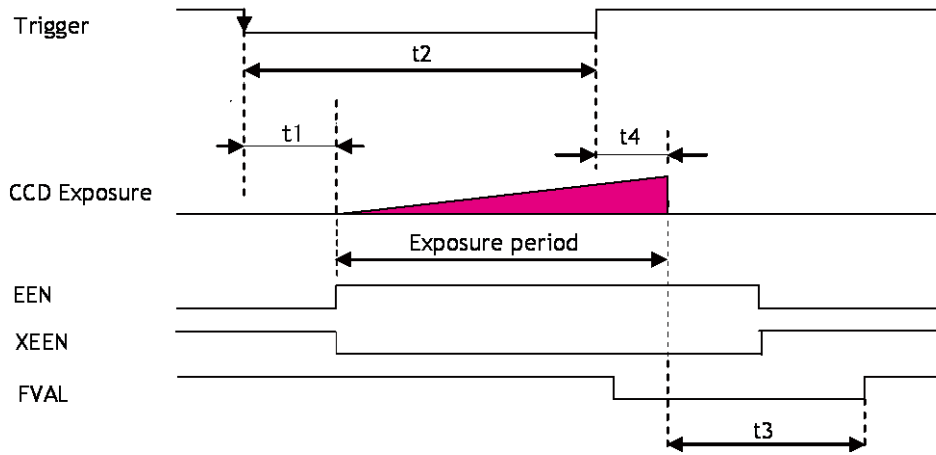 Trigger
t2
t1
t4
CCD Exposure
Exposure period
EEN
XEEN
FVAL
t3